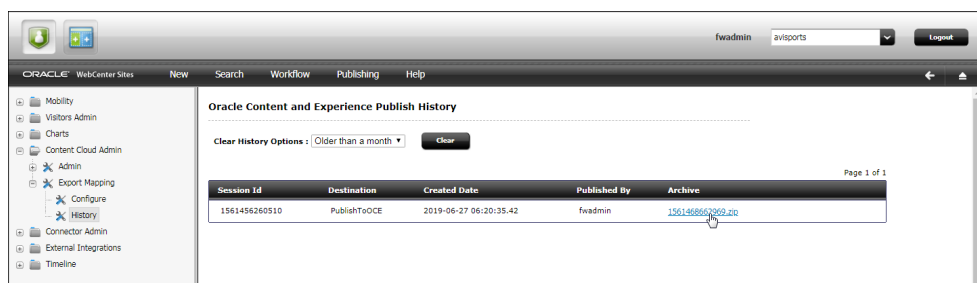 fwadmin avisports Logout
ORACLE WebCenter Sites New Search Workflow Publishing Help
Mobility
Visitors Admin
Charts
Content Cloud Admin
Admin
Export Mapping
Configure
History
Connector Admin
External Integrations
Timeline
Oracle Content and Experience Publish History
Clear History Options : Older than a month Clear
Page 1 of 1
Session Id Destination Created Date Published By Archive
1561456260510 PublishToOCE 2019-06-27 06:20:35.42 fwadmin 1561468662969.zip